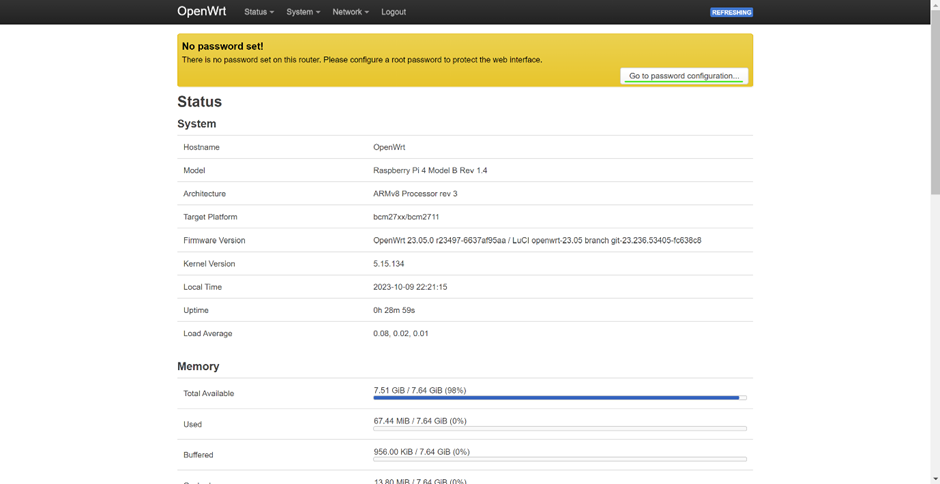 OpenWrt Status System Network Logout REFRESHING
No password set!
There is no password set on this router. Please configure a root password to protect the web interface.
Go to password configuration...
Status
System
Hostname OpenWrt
Model Raspberry Pi 4 Model B Rev 1.4
Architecture ARMv8 Processor rev 3
Target Platform bcm27xx/bcm2711
Firmware Version OpenWrt 23.05.0 r23497-6637af95aa / LuCI openwrt-23.05 branch git-23.236.53405-fc638c8
Kernel Version 5.15.134
Local Time 2023-10-09 22:21:15
Uptime 0h 28m 59s
Load Average 0.08, 0.02, 0.01
Memory
Total Available 7.51 GiB / 7.64 GiB (98%)
Used 67.44 MiB / 7.64 GiB (0%)
Buffered 956.00 KiB / 7.64 GiB (0%)
13.80 MiB / 7.64 GiB (0%)